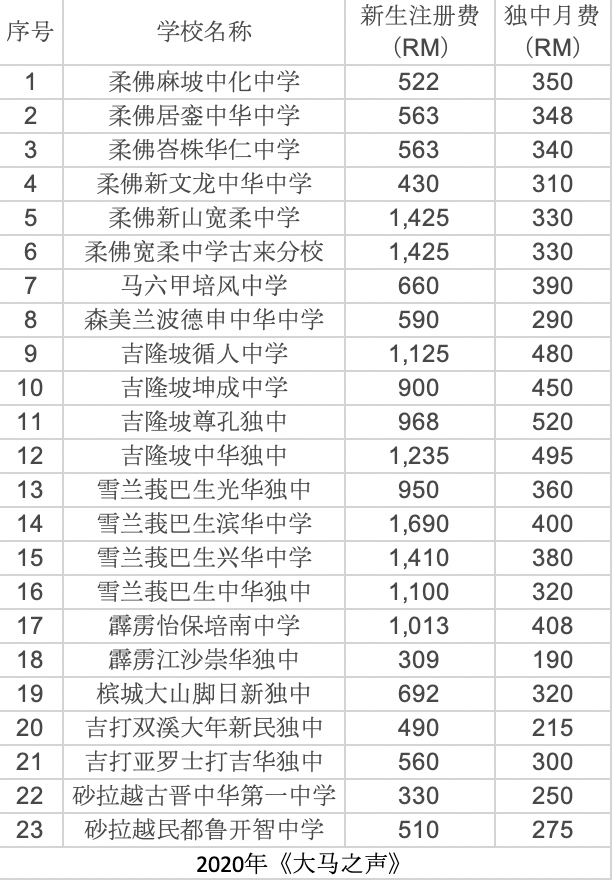 序号 学校名称 新生注册费 (RM) 独中月费 (RM)
1 柔佛麻坡中化中学 522 350
2 柔佛居銮中华中学 563 348
3 柔佛峇株华仁中学 563 340
4 柔佛新文龙中华中学 430 310
5 柔佛新山宽柔中学 1,425 330
6 柔佛宽柔中学古来分校 1,425 330
7 马六甲培风中学 660 390
8 森美兰波德申中华中学 590 290
9 吉隆坡循人中学 1,125 480
10 吉隆坡坤成中学 900 450
11 吉隆坡尊孔独中 968 520
12 吉隆坡中华独中 1,235 495
13 雪兰莪巴生光华独中 950 360
14 雪兰莪巴生滨华中学 1,690 400
15 雪兰莪巴生兴华中学 1,410 380
16 雪兰莪巴生中华独中 1,100 320
17 霹雳怡保培南中学 1,013 408
18 霹雳江沙崇华独中 309 190
19 槟城大山脚日新独中 692 320
20 吉打双溪大年新民独中 490 215
21 吉打亚罗士打吉华独中 560 300
22 砂拉越古晋中华第一中学 330 250
23 砂拉越民都鲁开智中学 510 275
2020年《大马之声》